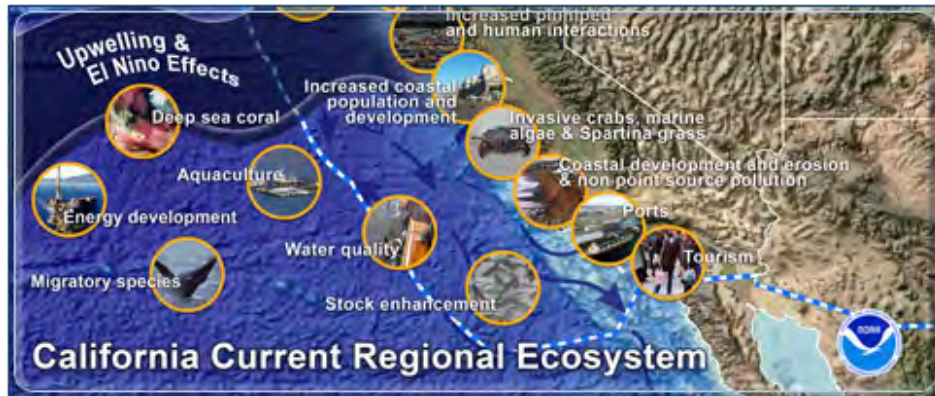 Increased pinniped
and human interactions
Upwelling &
El Nino Effects
Increased coastal
population and
development
Deep sea coral
Invasive crabs, marine
algae & Spartina grass
Aquaculture
Coastal development and erosion
& non point source pollution
Energy development
Ports
Water quality
Tourism
Migratory species
Stock enhancement
California Current Regional Ecosystem
NOAA